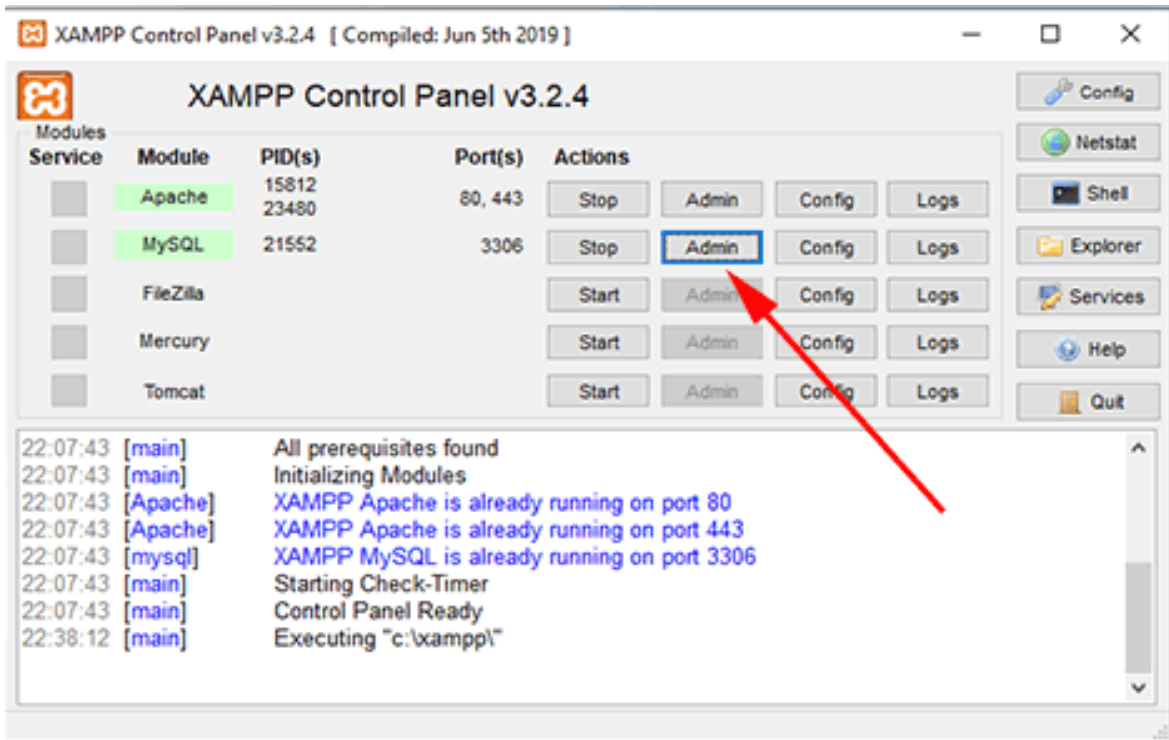 XAMPP Control Panel v3.2.4 [ Compiled: Jun 5th 2019 ]
XAMPP Control Panel v3.2.4
Config
Modules
Netstat
Service Module PID(s) Port(s) Actions
Apache 15812 23480 80, 443 Stop Admin Config Logs
Shell
MySQL 21552 3306 Stop Admin Config Logs
Explorer
FileZilla Start Admin Config Logs
Services
Mercury Start Admin Config Logs
Help
Tomcat Start Admin Config Logs
Quit
22:07:43 [main] All prerequisites found
22:07:43 [main] Initializing Modules
22:07:43 [Apache] XAMPP Apache is already running on port 80
22:07:43 [Apache] XAMPP Apache is already running on port 443
22:07:43 [mysql] XAMPP MySQL is already running on port 3306
22:07:43 [main] Starting Check-Timer
22:07:43 [main] Control Panel Ready
22:38:12 [main] Executing "c:\xampp\"